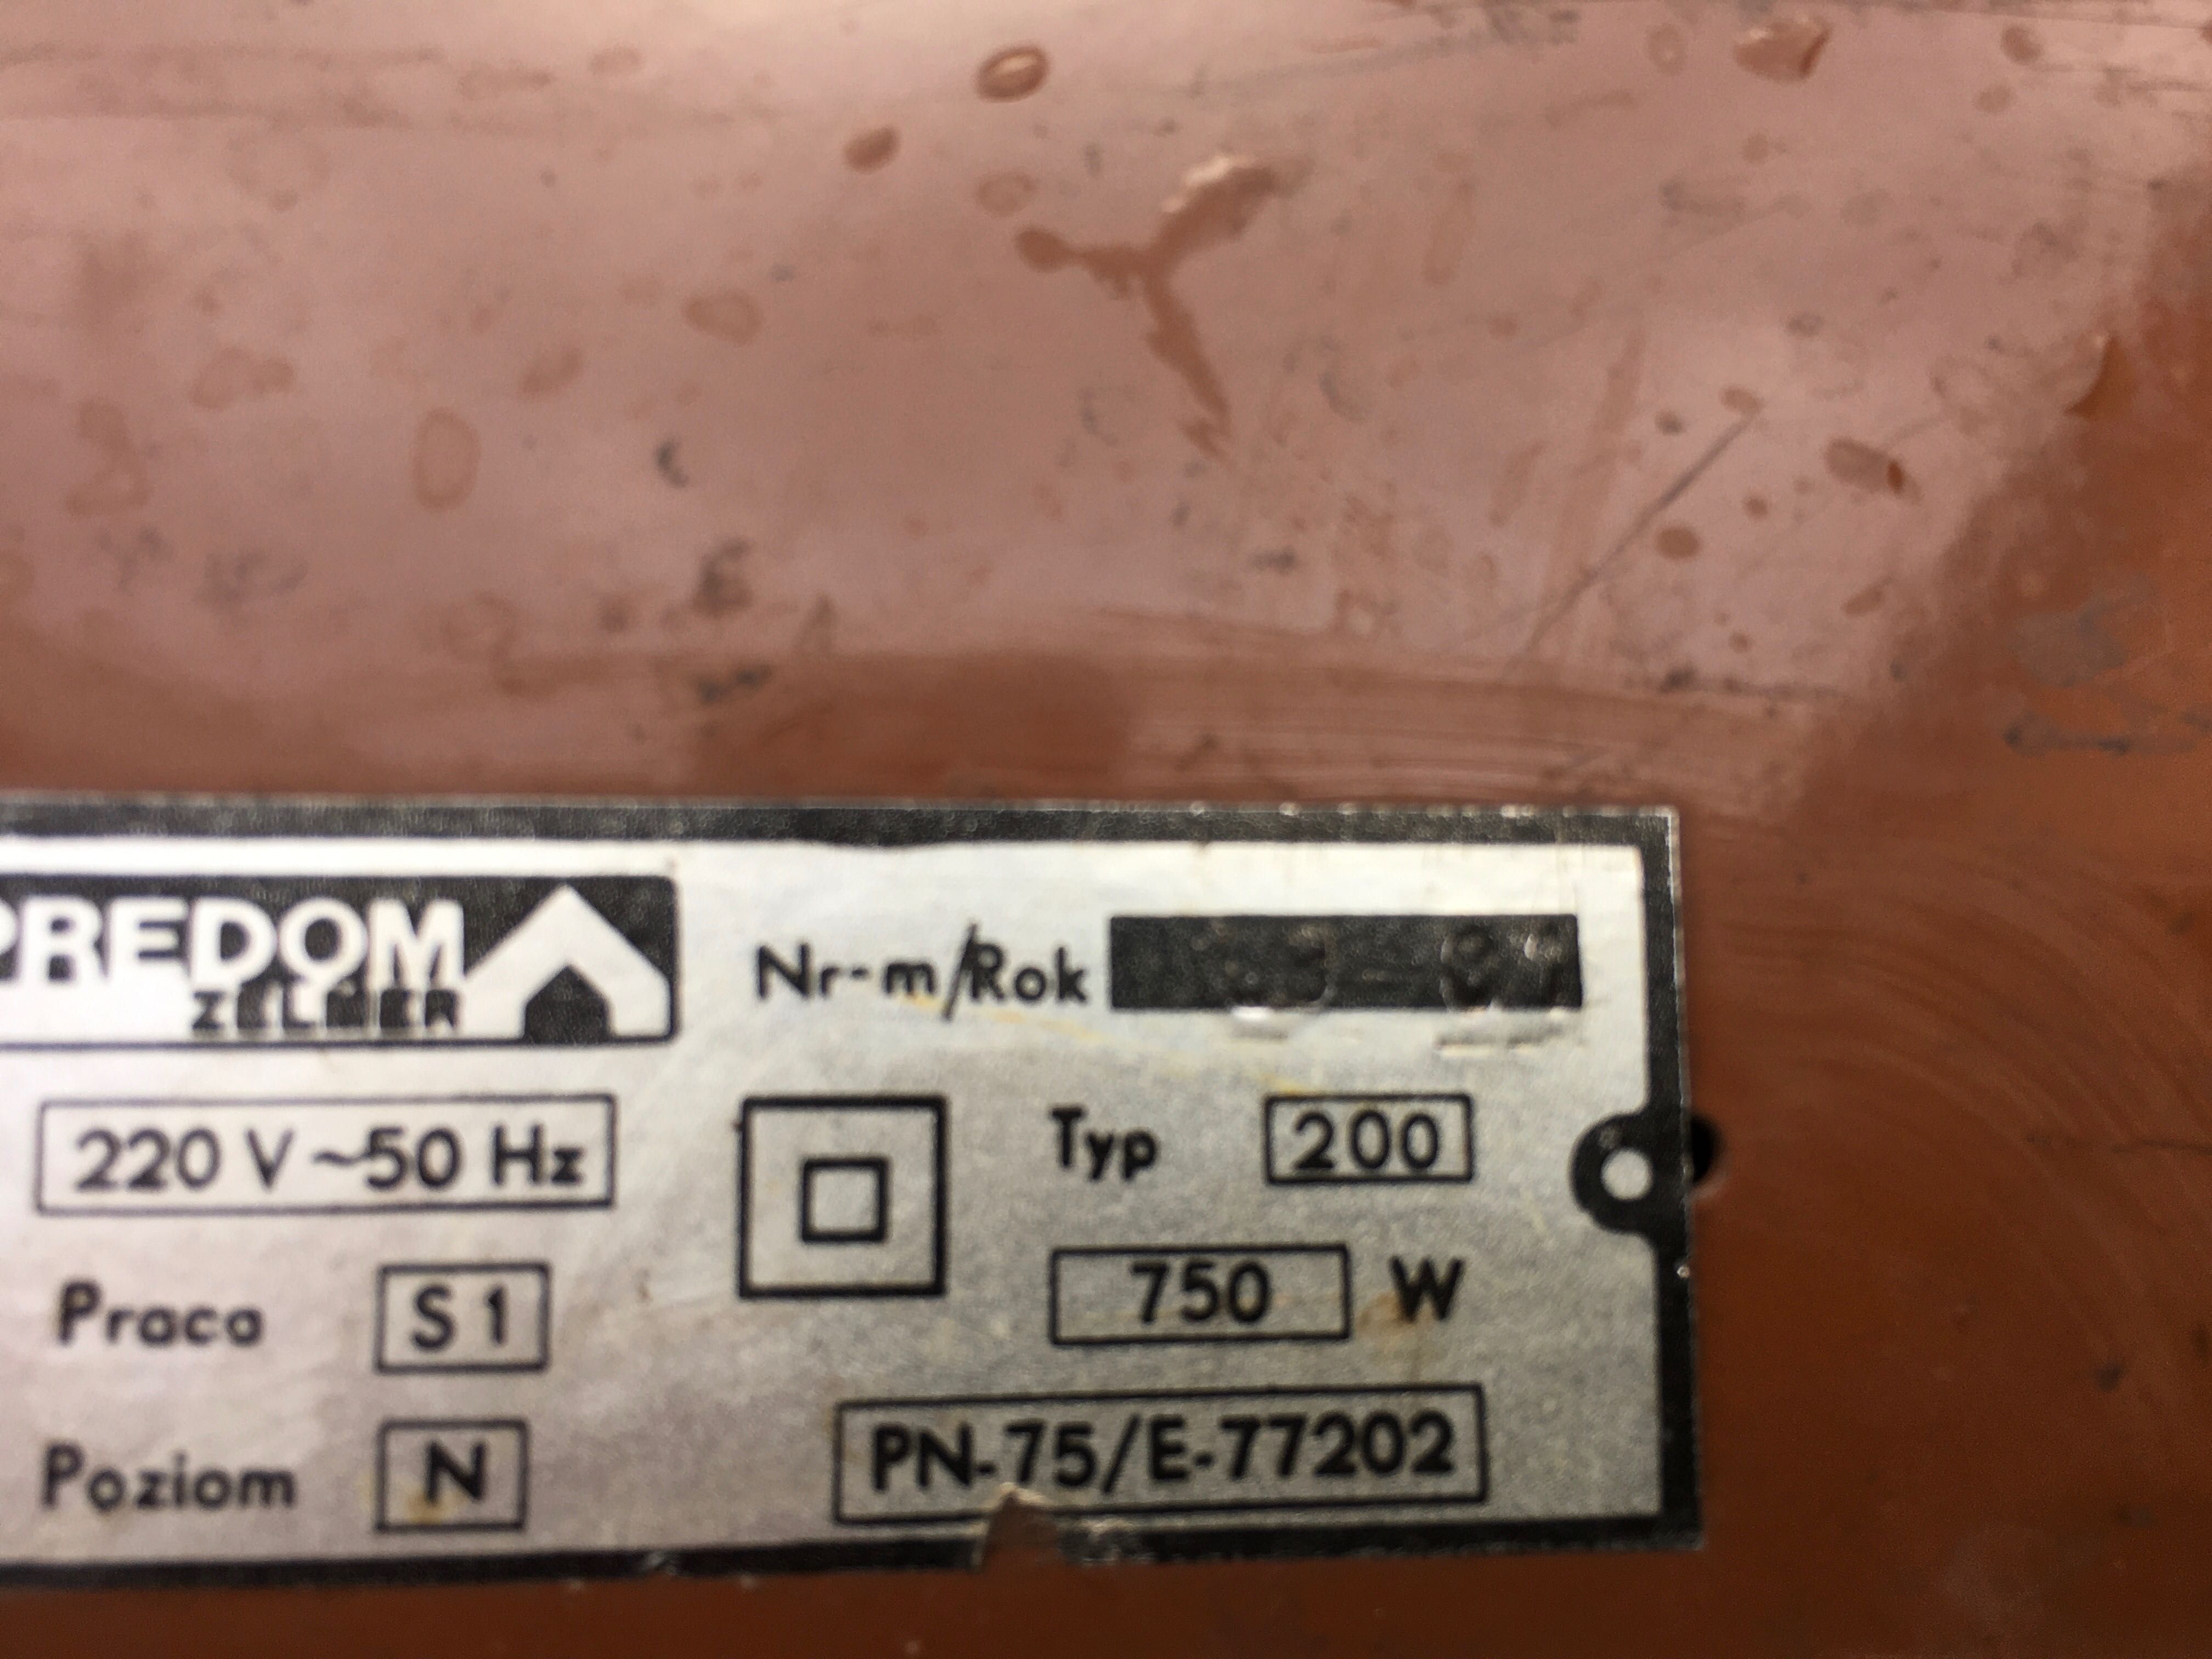 PREDOM
ZELMER
Nr-m/Rok
220 V ~50 Hz
Typ 200
Praca S1
750 W
Poziom N
PN-75/E-77202